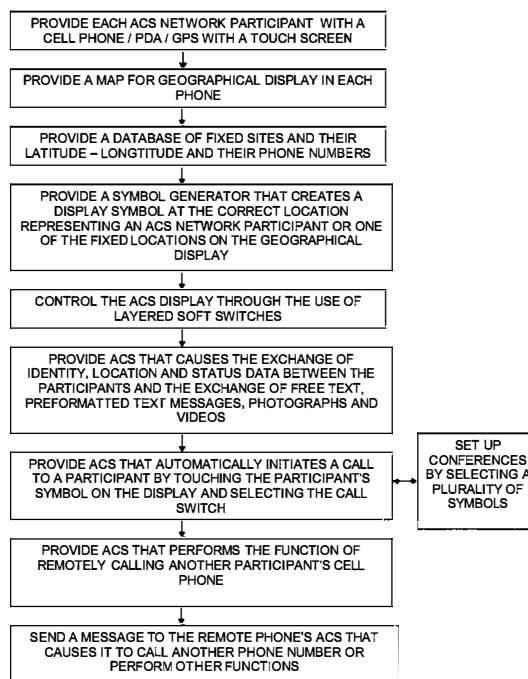 PROVIDE EACH ACS NETWORK PARTICIPANT WITH A
CELL PHONE / PDA / GPS WITH A TOUCH SCREEN
PROVIDE A MAP FOR GEOGRAPHICAL DISPLAY IN EACH
PHONE
PROVIDE A DATABASE OF FIXED SITES AND THEIR
LATITUDE – LONGTITUDE AND THEIR PHONE NUMBERS
PROVIDE A SYMBOL GENERATOR THAT CREATES A
DISPLAY SYMBOL AT THE CORRECT LOCATION
REPRESENTING AN ACS NETWORK PARTICIPANT OR ONE
OF THE FIXED LOCATIONS ON THE GEOGRAPHICAL
DISPLAY
CONTROL THE ACS DISPLAY THROUGH THE USE OF
LAYERED SOFT SWITCHES
PROVIDE ACS THAT CAUSES THE EXCHANGE OF
IDENTITY, LOCATION AND STATUS DATA BETWEEN THE
PARTICIPANTS AND THE EXCHANGE OF FREE TEXT,
PREFORMATTED TEXT MESSAGES, PHOTOGRAPHS AND
VIDEOS
PROVIDE ACS THAT AUTOMATICALLY INITIATES A CALL
TO A PARTICIPANT BY TOUCHING THE PARTICIPANT'S
SYMBOL ON THE DISPLAY AND SELECTING THE CALL
SWITCH
SET UP
CONFERENCES
BY SELECTING A
PLURALITY OF
SYMBOLS
PROVIDE ACS THAT PERFORMS THE FUNCTION OF
REMOTELY CALLING ANOTHER PARTICIPANT'S CELL
PHONE
SEND A MESSAGE TO THE REMOTE PHONE'S ACS THAT
CAUSES IT TO CALL ANOTHER PHONE NUMBER OR
PERFORM OTHER FUNCTIONS